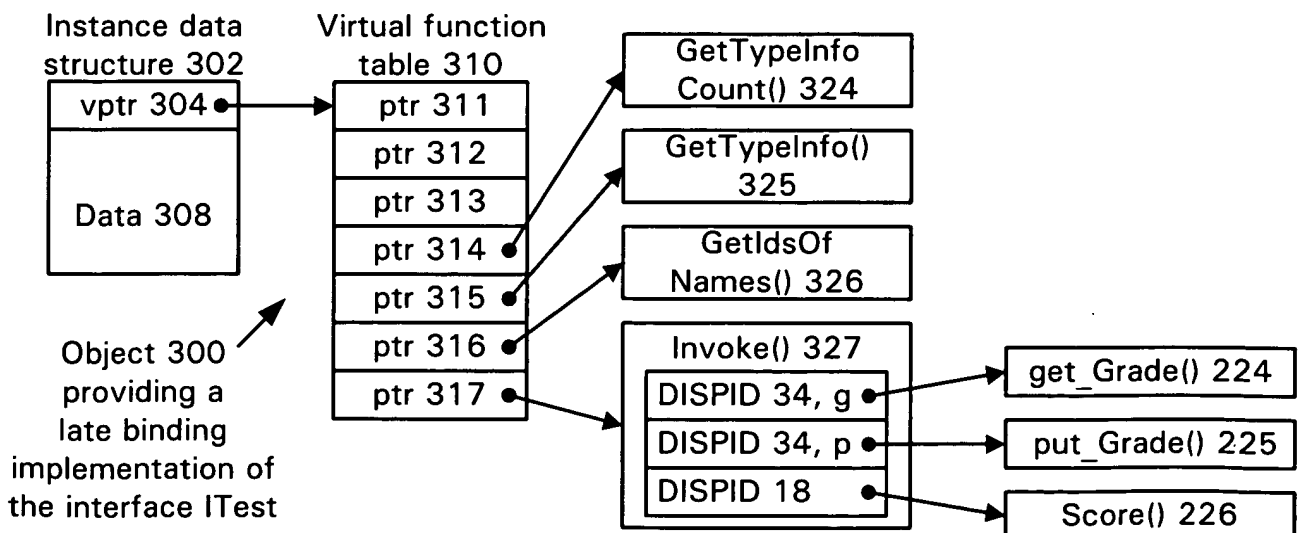 Instance data
structure 302
vptr 304
Data 308
Object 300
providing a
late binding
implementation of
the interface ITest
Virtual function
table 310
ptr 311
ptr 312
ptr 313
ptr 314
ptr 315
ptr 316
ptr 317
GetTypeInfo
Count() 324
GetTypeInfo()
325
GetIdsOf
Names() 326
Invoke() 327
DISPID 34, g
DISPID 34, p
DISPID 18
get_Grade() 224
put_Grade() 225
Score() 226